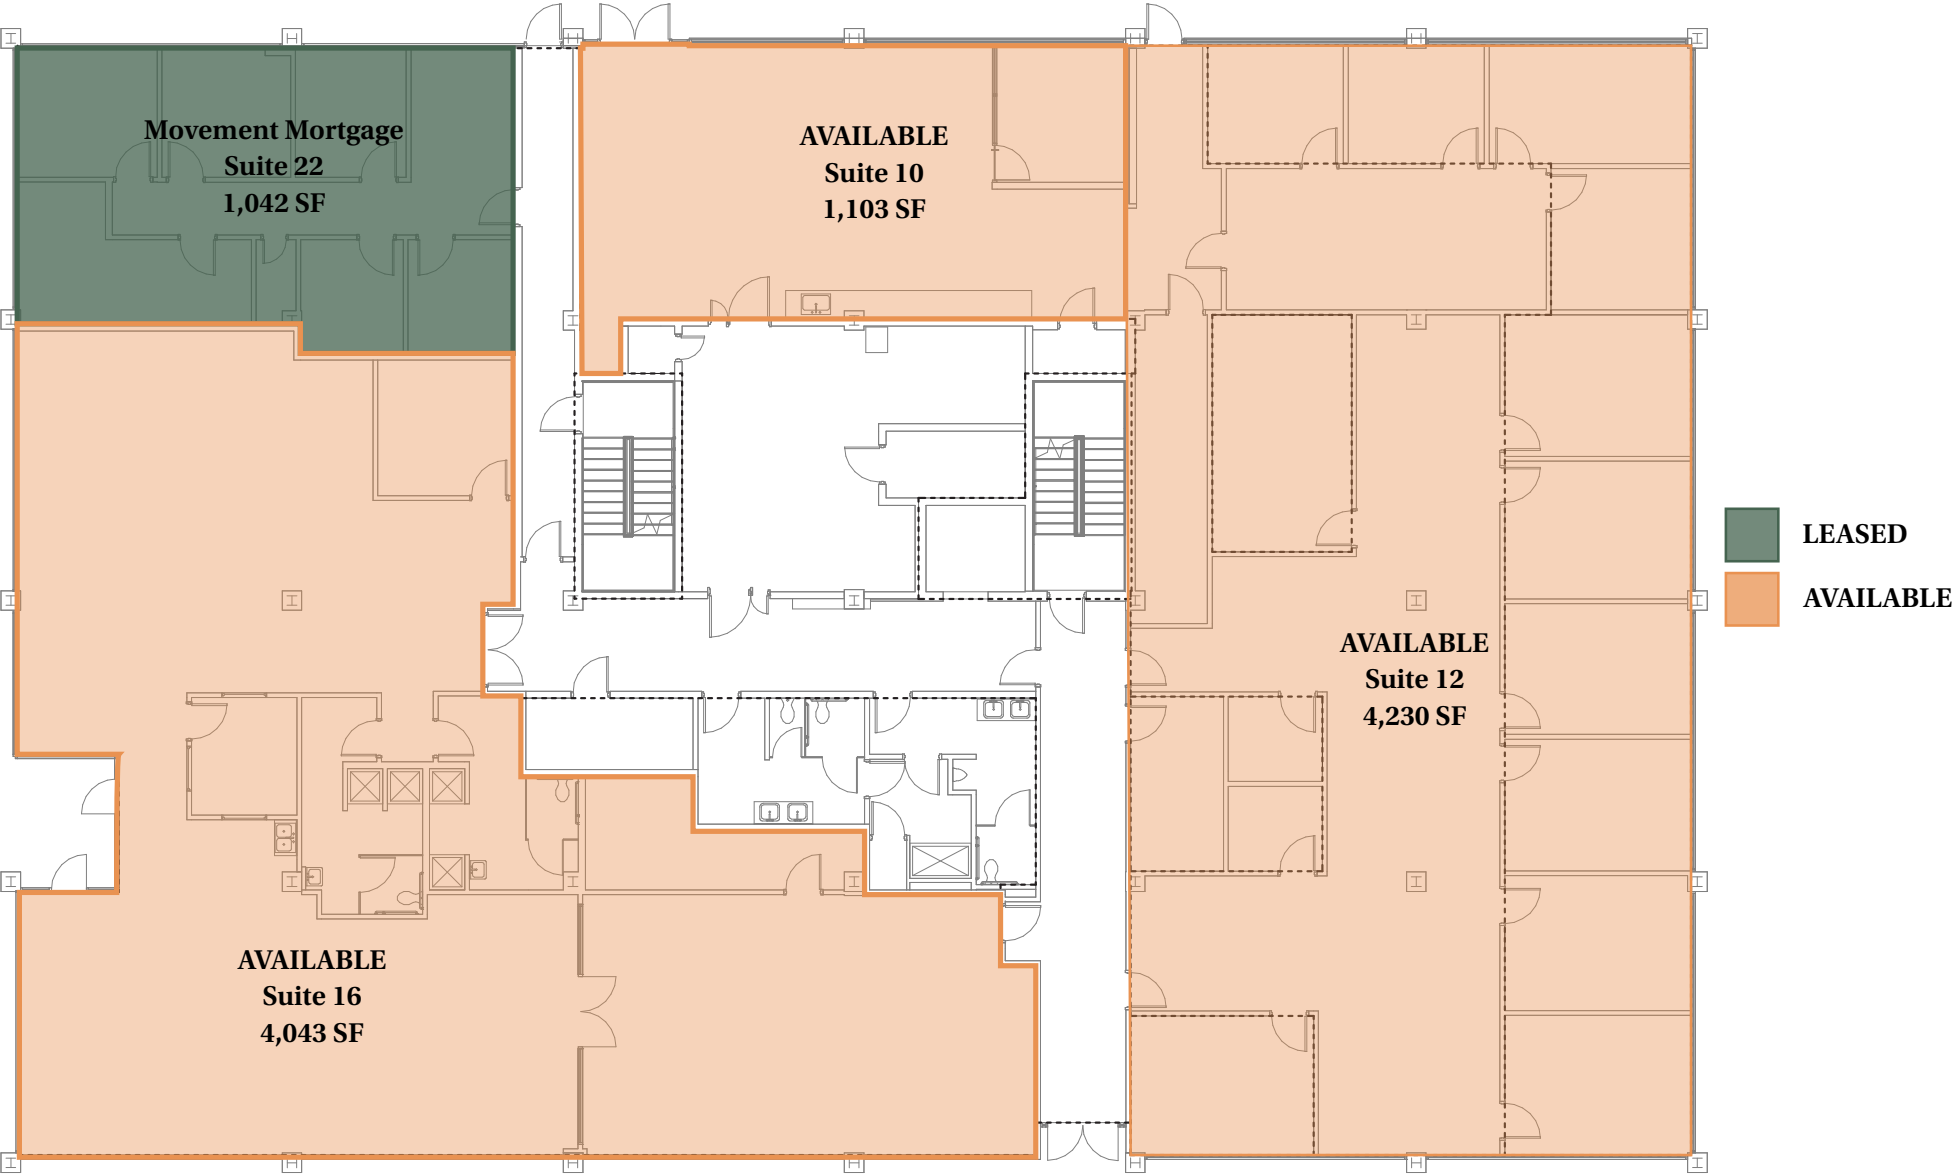 Movement Mortgage
Suite 22
1,042 SF
AVAILABLE
Suite 10
1,103 SF
LEASED
AVAILABLE
AVAILABLE
Suite 12
4,230 SF
AVAILABLE
Suite 16
4,043 SF